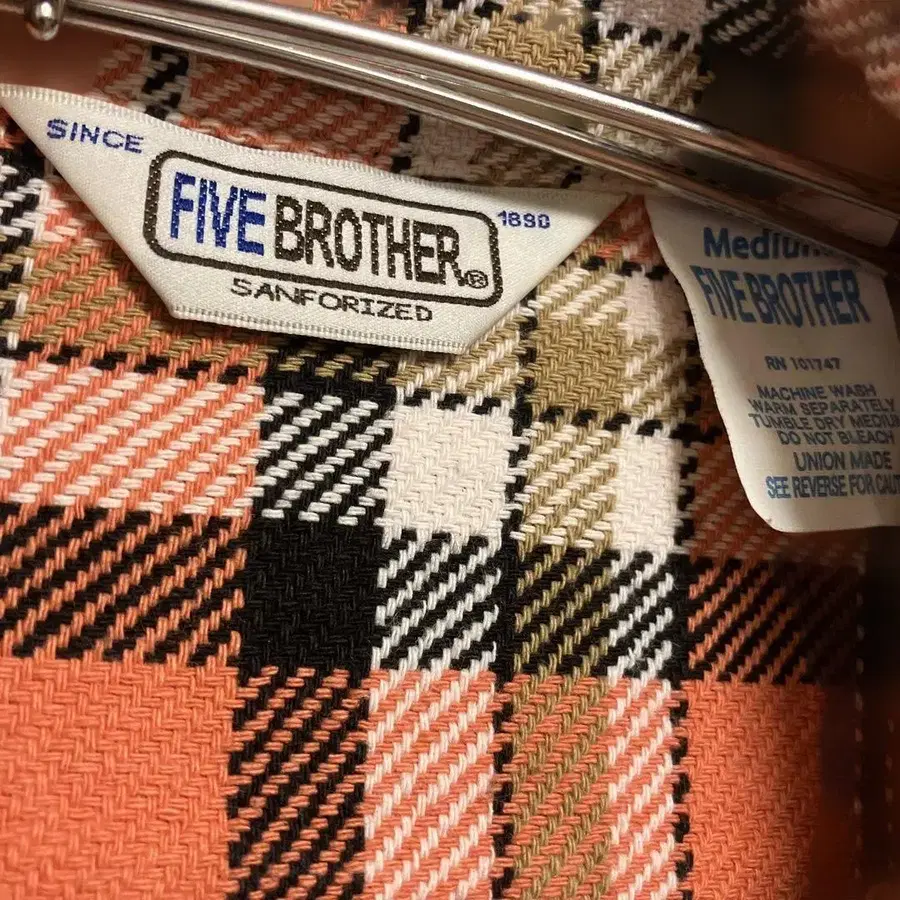 SINCE
FIVE BROTHER®
1890
SANFORIZED
Medium
FIVE BROTHER
RN 101747
MACHINE WASH
WARM SEPARATELY
TUMBLE DRY MEDIUM
DO NOT BLEACH
UNION MADE
SEE REVERSE FOR